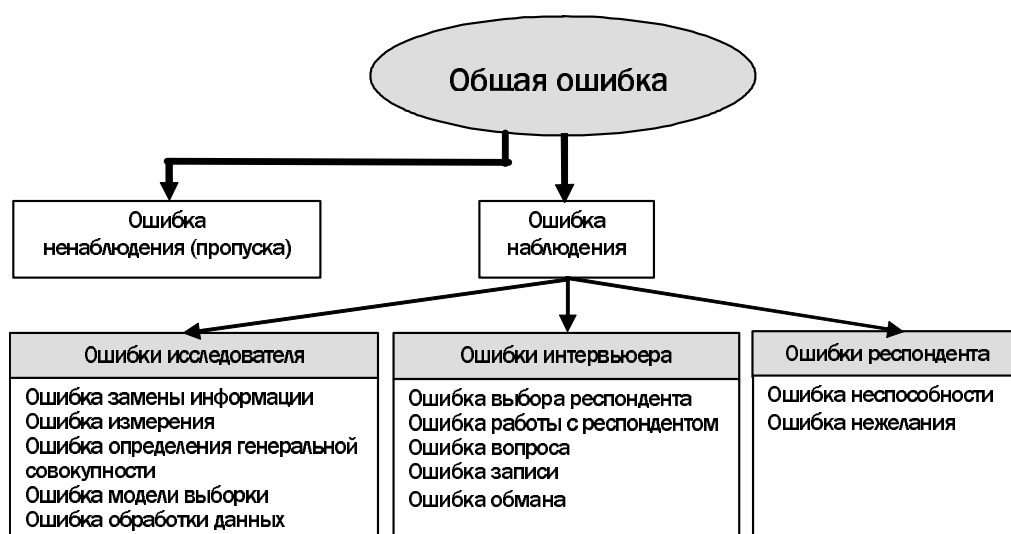 Общая ошибка
Ошибка
ненаблюдения (пропуска)
Ошибка
наблюдения
Ошибки исследователя
Ошибка замены информации
Ошибка измерения
Ошибка определения генеральной
совокупности
Ошибка модели выборки
Ошибка обработки данных
Ошибки интервьюера
Ошибка выбора респондента
Ошибка работы с респондентом
Ошибка вопроса
Ошибка записи
Ошибка обмана
Ошибки респондента
Ошибка неспособности
Ошибка нежелания